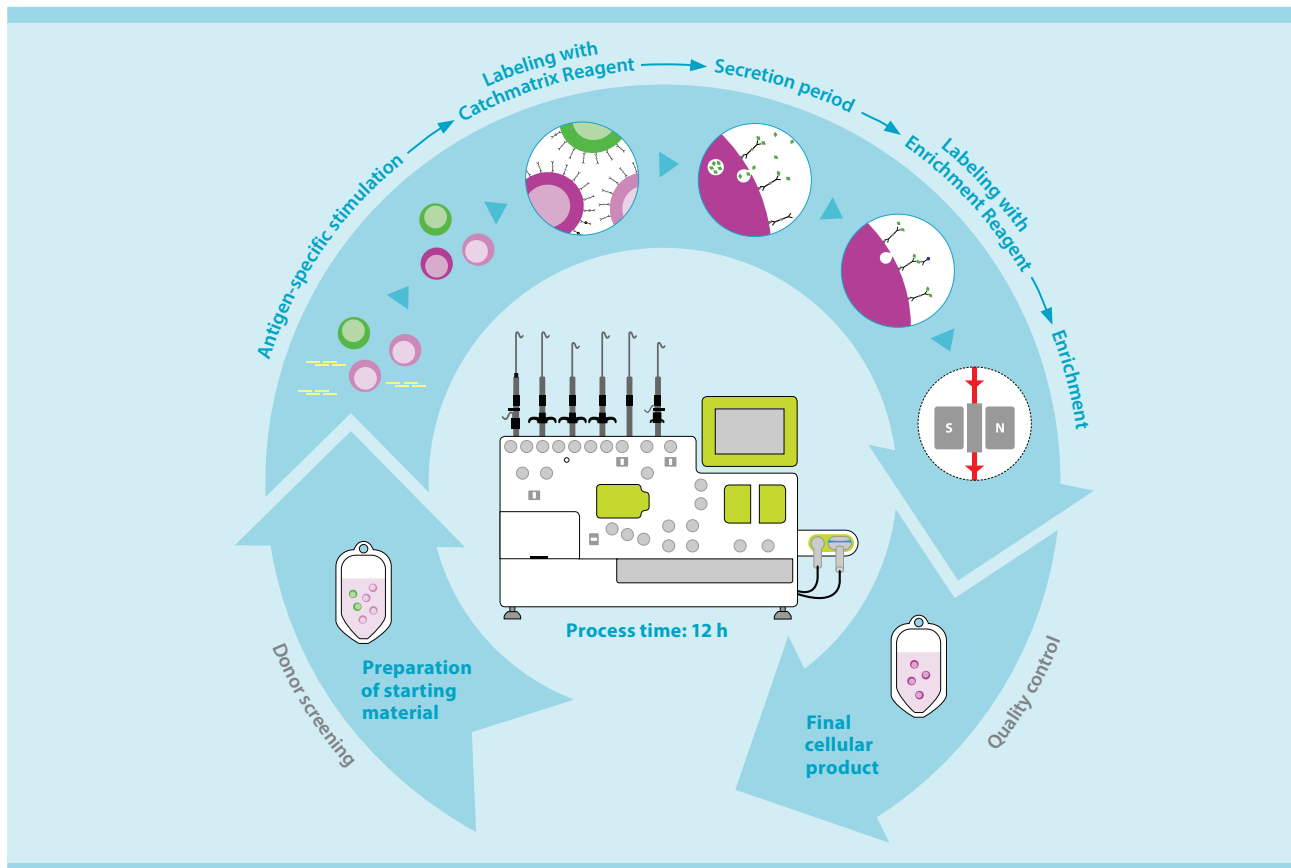 Donor screening
Preparation
of starting
material
Antigen-specific stimulation
Labeling with
Catchmatrix Reagent
Secretion period
Labeling with
Enrichment Reagent
Enrichment
S
N
Process time: 12 h
Quality control
Final
cellular
product